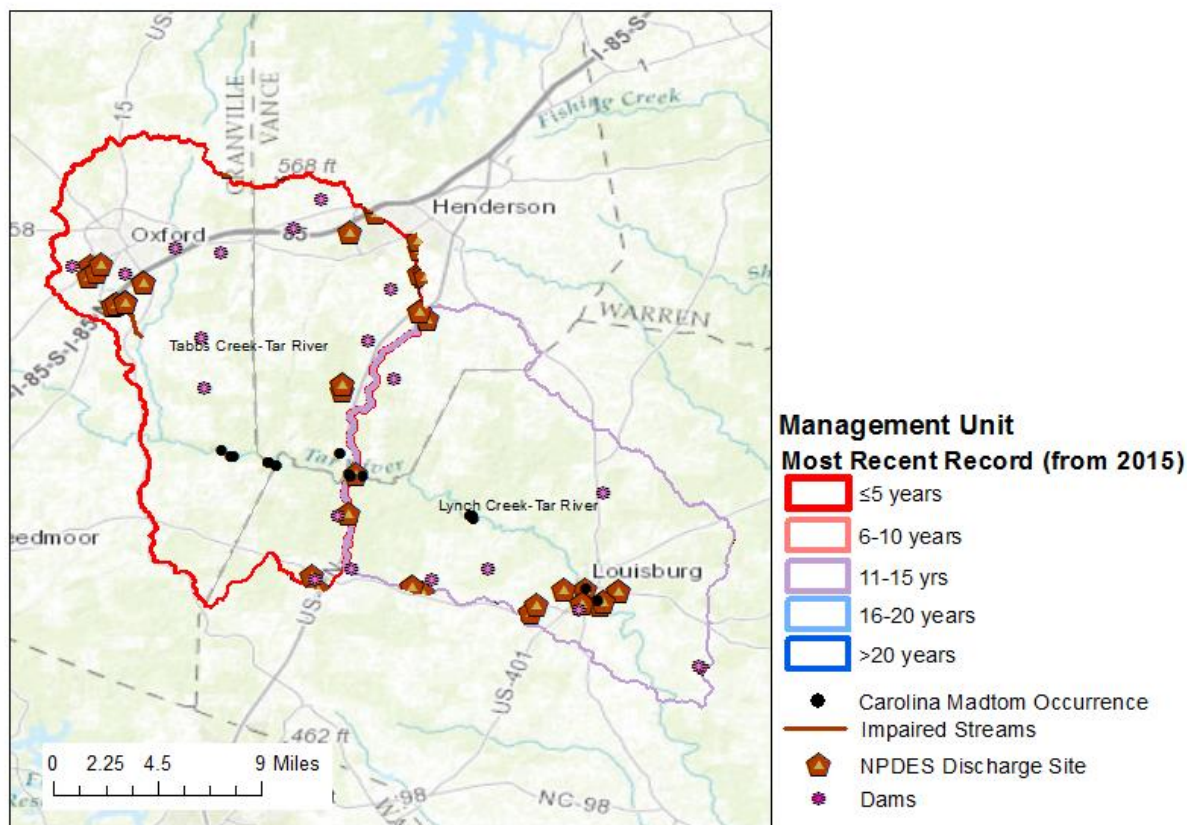 US-
I-85-S-
15
GRANVILLE
VANCE
1
Fishing Creek
568 ft
Henderson
58
Oxford
85
I-85-S-I-85-N
WARREN
Tabbs Creek-Tar River
Tar River
Lynch Creek-Tar River
eedmoor
Louisburg
US-
N
US-401
462 ft
0 2.25 4.5 9 Miles
98
NC-98
Management Unit
Most Recent Record (from 2015)
≤5 years
6-10 years
11-15 yrs
16-20 years
>20 years
Carolina Madtom Occurrence
Impaired Streams
NPDES Discharge Site
Dams